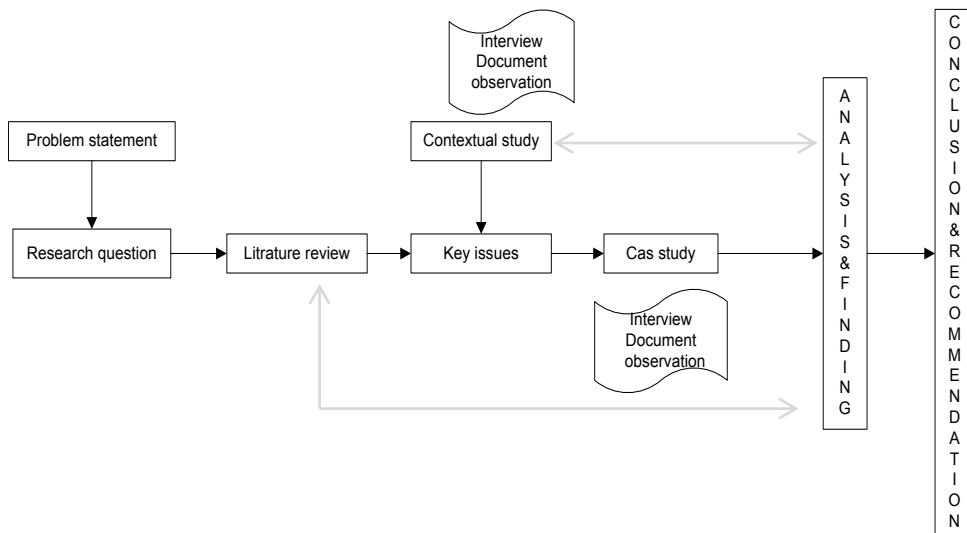 Interview
Document
observation
Problem statement
Contextual study
Research question
Litrature review
Key issues
Cas study
Interview
Document
observation
A
N
A
L
Y
S
I
S
&
F
I
N
D
I
N
G
C
O
N
C
L
U
S
I
O
N
&
R
E
C
O
M
M
E
N
D
A
T
I
O
N